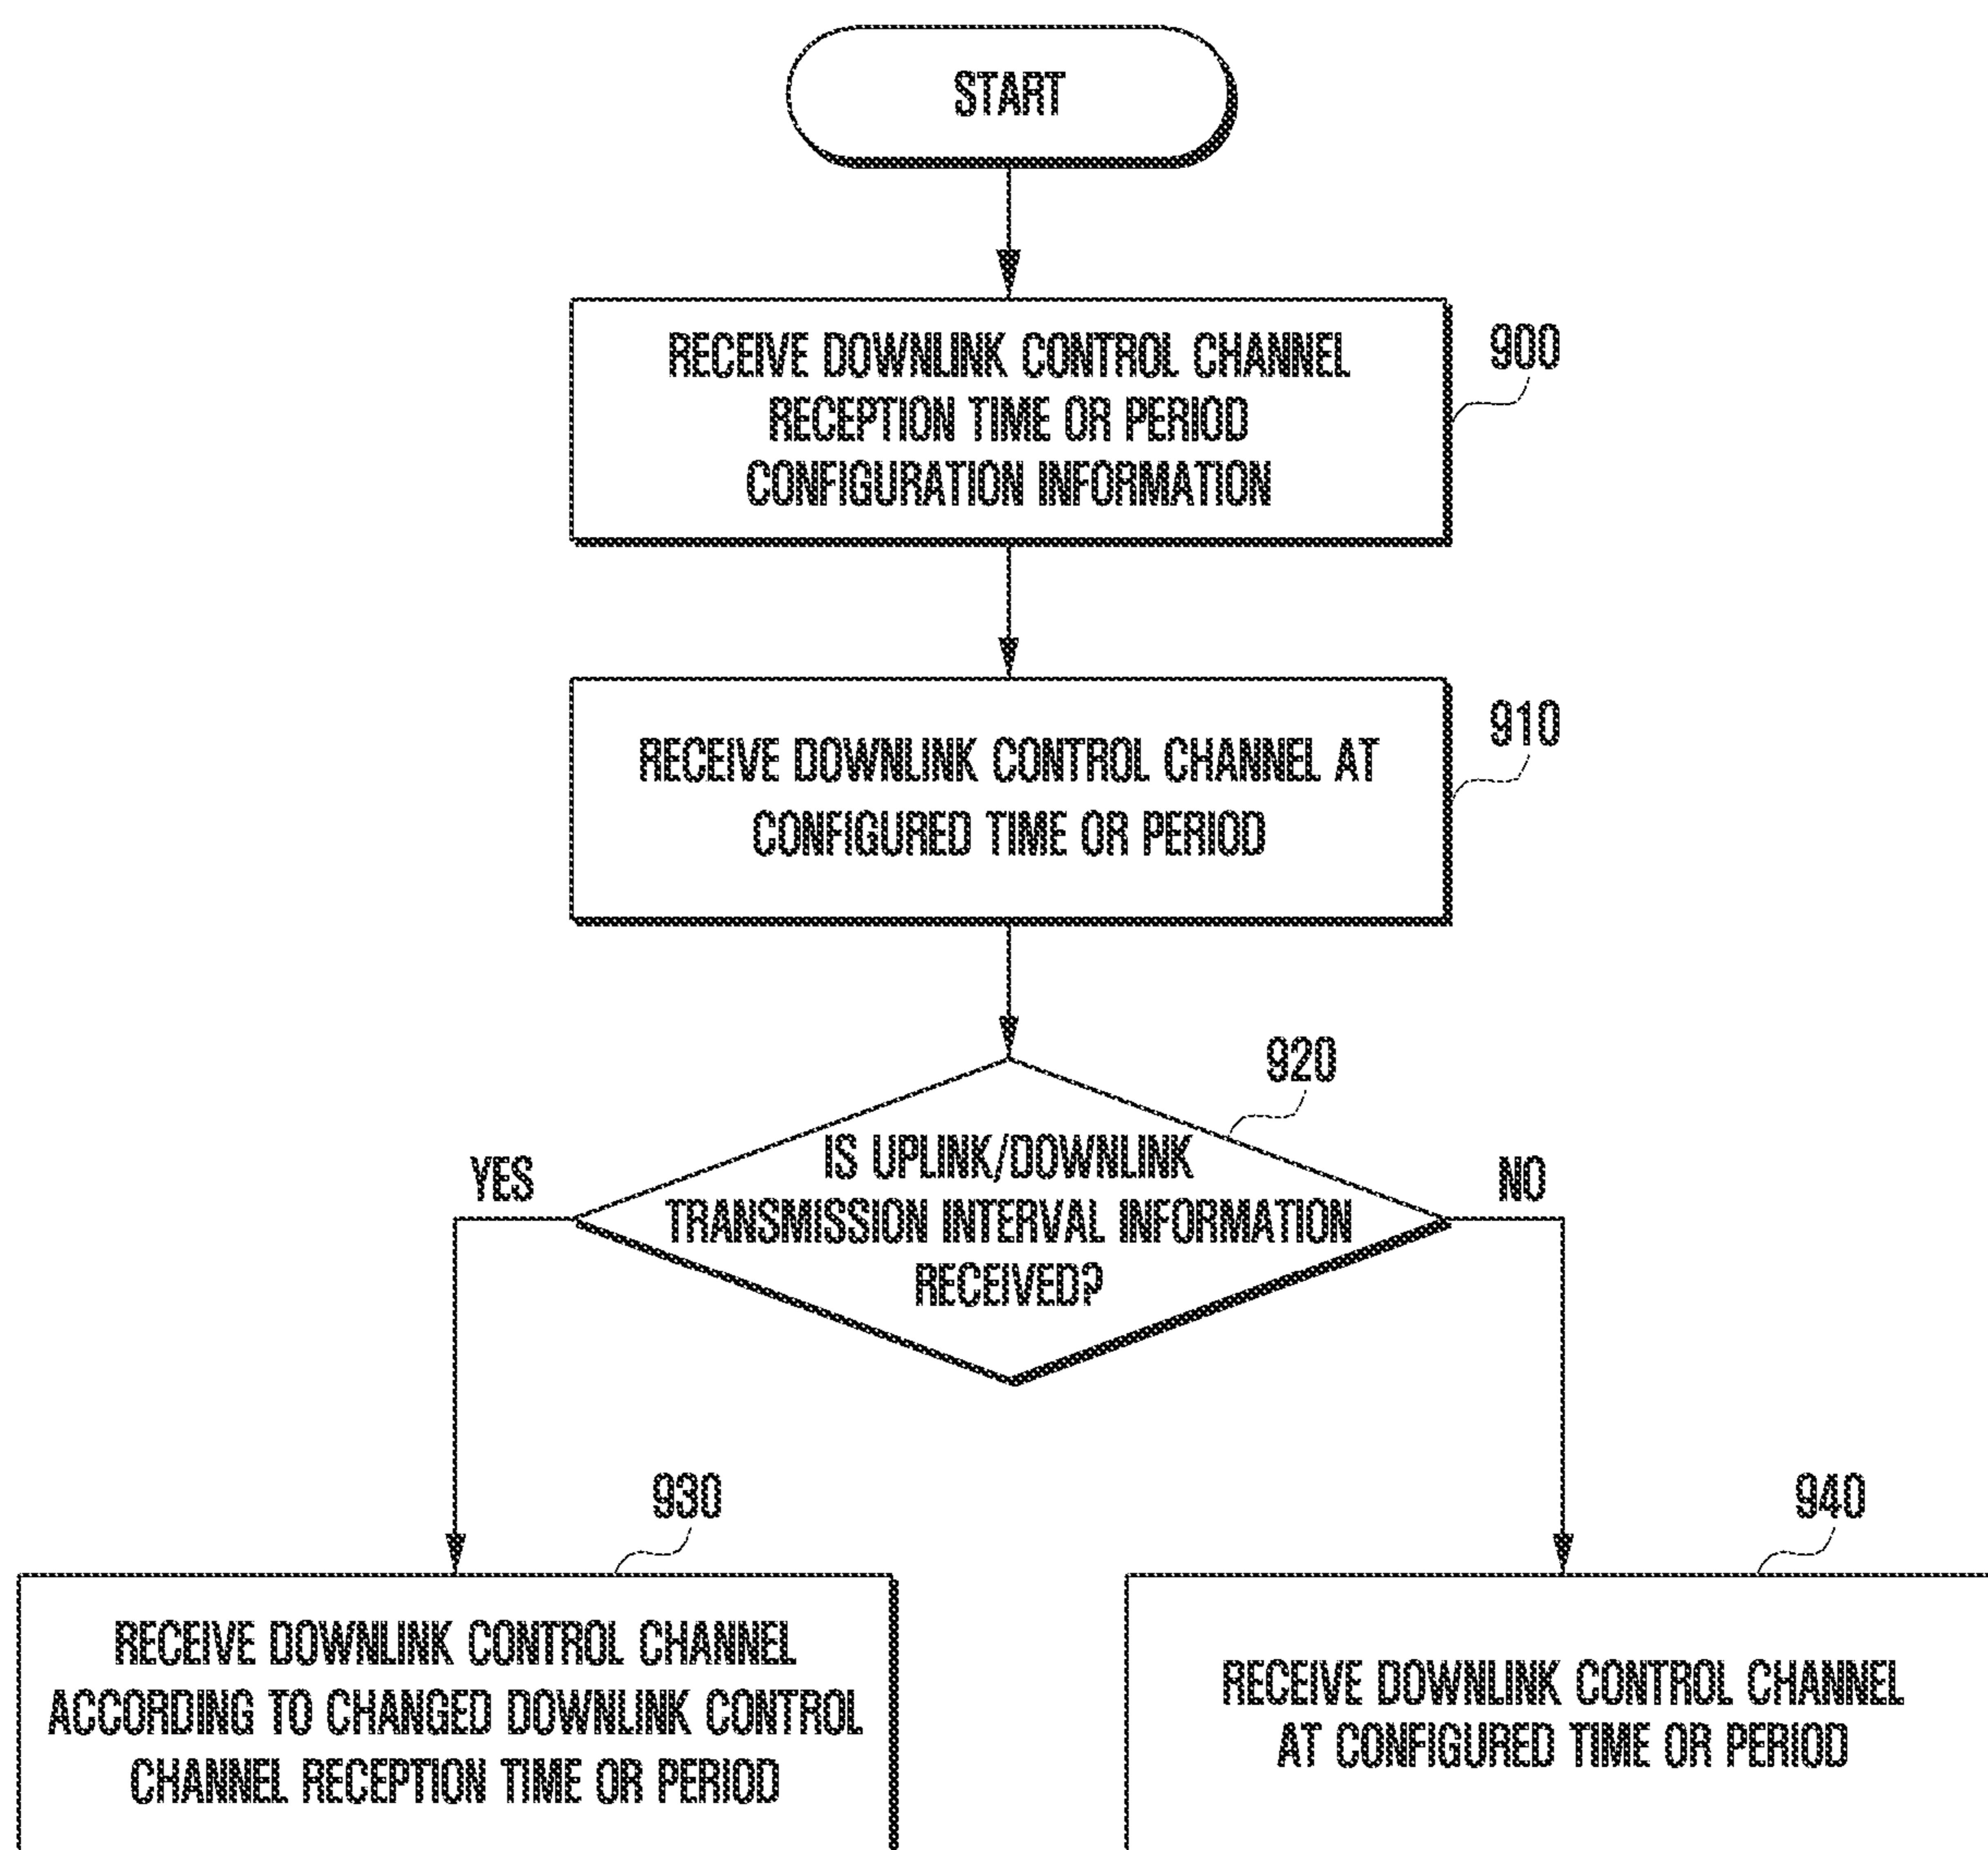 START
RECEIVE DOWNLINK CONTROL CHANNEL
RECEPTION TIME OR PERIOD
CONFIGURATION INFORMATION
900
RECEIVE DOWNLINK CONTROL CHANNEL AT
CONFIGURED TIME OR PERIOD
910
920
IS UPLINK/DOWNLINK
TRANSMISSION INTERVAL INFORMATION
RECEIVED?
YES
NO
930
RECEIVE DOWNLINK CONTROL CHANNEL
ACCORDING TO CHANGED DOWNLINK CONTROL
CHANNEL RECEPTION TIME OR PERIOD
940
RECEIVE DOWNLINK CONTROL CHANNEL
AT CONFIGURED TIME OR PERIOD